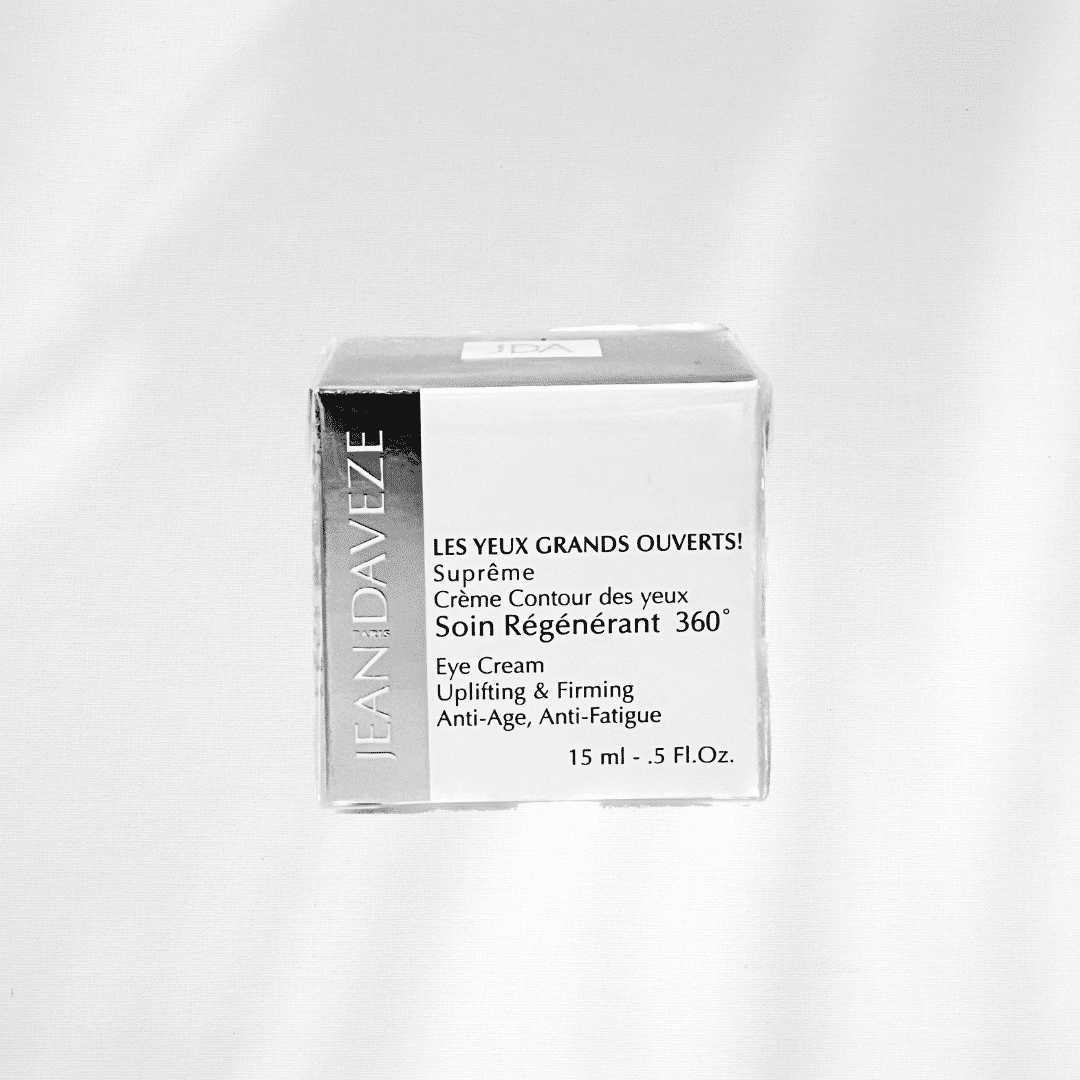 JDA
JEAN DAVEZE
PARIS
LES YEUX GRANDS OUVERTS!
Suprême
Crème Contour des yeux
Soin Régénérant 360°
Eye Cream
Uplifting & Firming
Anti-Age, Anti-Fatigue
15 ml - .5 Fl.Oz.